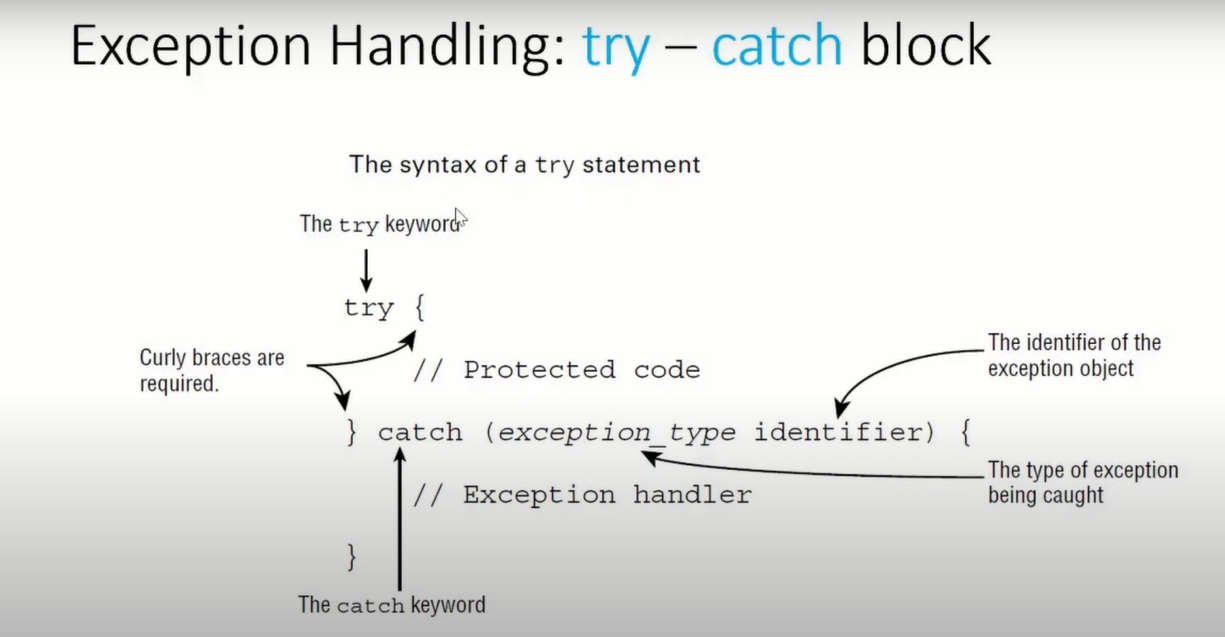 Exception Handling: try – catch block
The syntax of a try statement
The try keyword
try {
Curly braces are
required.
// Protected code
The identifier of the
exception object
} catch (exception_type identifier) {
The type of exception
being caught
// Exception handler
}
The catch keyword